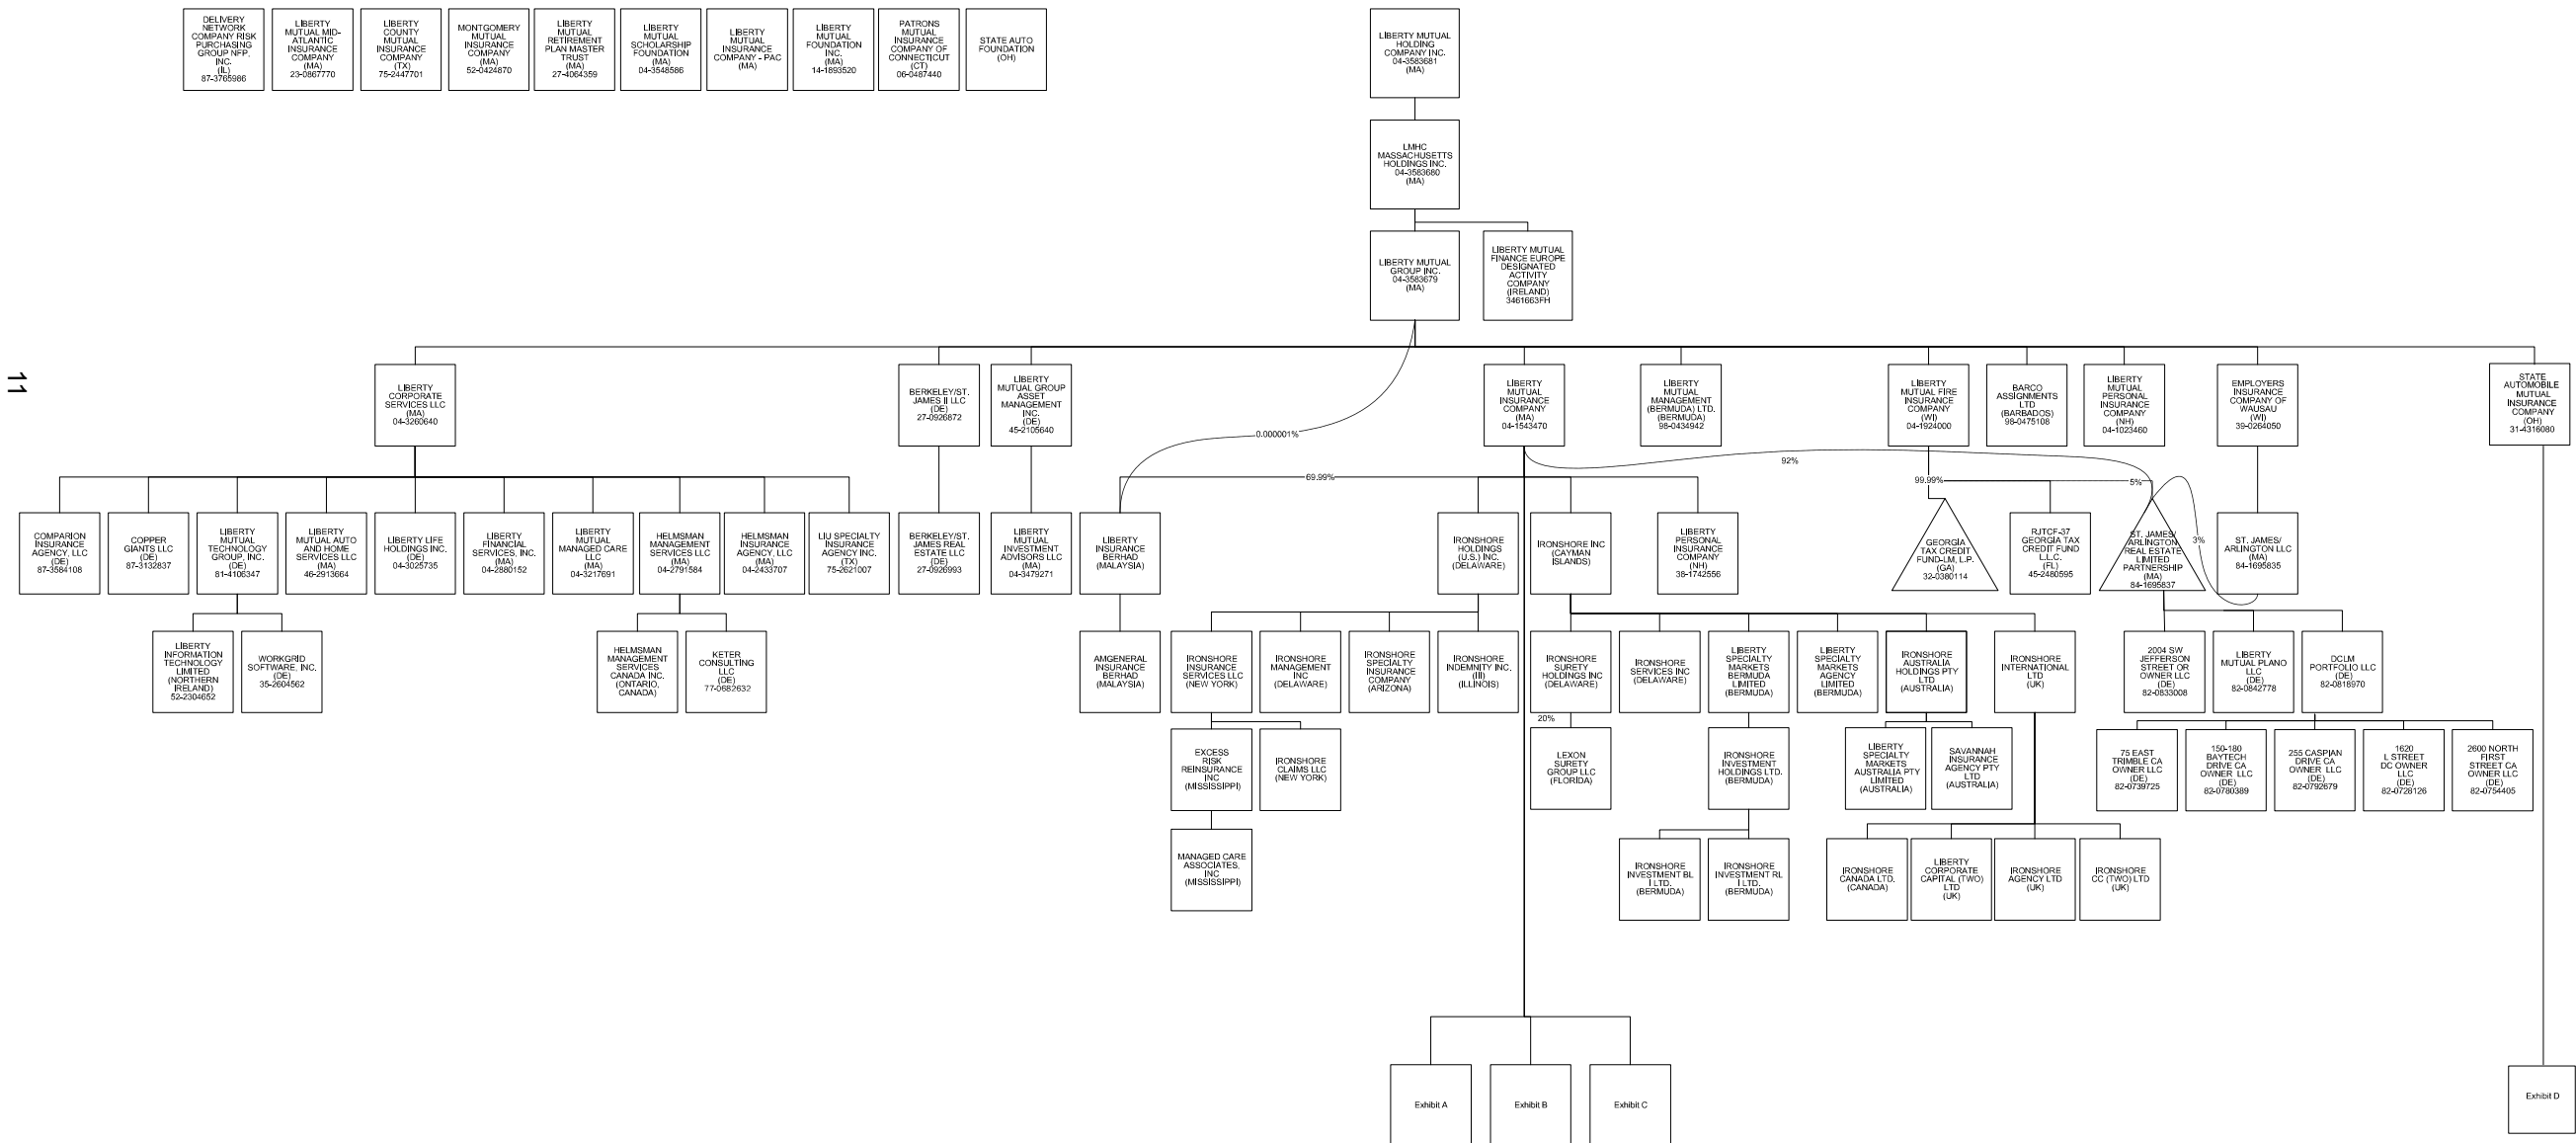 DELIVERY
NETWORK
COMPANY RISK
PURCHASING
GROUP NFP,
INC.
(IL)
87-3765986
LIBERTY
MUTUAL MID-
ATLANTIC
INSURANCE
COMPANY
(MA)
23-0867770
LIBERTY
COUNTY
MUTUAL
INSURANCE
COMPANY
(TX)
75-2447701
MONTGOMERY
MUTUAL
INSURANCE
COMPANY
(MA)
52-0424870
LIBERTY
MUTUAL
RETIREMENT
PLAN MASTER
TRUST
(MA)
27-4064359
LIBERTY
MUTUAL
SCHOLARSHIP
FOUNDATION
(MA)
04-3548586
LIBERTY
MUTUAL
INSURANCE
COMPANY - PAC
(MA)
LIBERTY
MUTUAL
FOUNDATION
INC.
(MA)
14-1893520
PATRONS
MUTUAL
INSURANCE
COMPANY OF
CONNECTICUT
(CT)
06-0487440
STATE AUTO
FOUNDATION
(OH)
LIBERTY MUTUAL
HOLDING
COMPANY INC.
04-3583681
(MA)
LMHC
MASSACHUSETTS
HOLDINGS INC.
04-3583680
(MA)
LIBERTY MUTUAL
GROUP INC.
04-3583679
(MA)
LIBERTY MUTUAL
FINANCE EUROPE
DESIGNATED
ACTIVITY
COMPANY
(IRELAND)
3461663FH
11
LIBERTY
CORPORATE
SERVICES LLC
(MA)
04-3260640
BERKELEY/ST.
JAMES II LLC
(DE)
27-0926872
LIBERTY
MUTUAL GROUP
ASSET
MANAGEMENT
INC.
(DE)
45-2105640
LIBERTY
MUTUAL
INSURANCE
COMPANY
(MA)
04-1543470
LIBERTY
MUTUAL
MANAGEMENT
(BERMUDA) LTD.
(BERMUDA)
98-0434942
LIBERTY
MUTUAL FIRE
INSURANCE
COMPANY
(WI)
04-1924000
BARCO
ASSIGNMENTS
LTD
(BARBADOS)
98-0475108
LIBERTY
MUTUAL
PERSONAL
INSURANCE
COMPANY
(NH)
04-1023460
EMPLOYERS
INSURANCE
COMPANY OF
WAUSAU
(WI)
39-0264050
STATE
AUTOMOBILE
MUTUAL
INSURANCE
COMPANY
(OH)
31-4316080
0.000001%
69.99%
92%
99.99%
5%
3%
COMPARION
INSURANCE
AGENCY, LLC
(DE)
87-3584108
COPPER
GIANTS LLC
(DE)
87-3132837
LIBERTY
MUTUAL
TECHNOLOGY
GROUP, INC.
(DE)
81-4106347
LIBERTY
MUTUAL AUTO
AND HOME
SERVICES LLC
(MA)
46-2913664
LIBERTY LIFE
HOLDINGS INC.
(DE)
04-3025735
LIBERTY
FINANCIAL
SERVICES, INC.
(MA)
04-2880152
LIBERTY
MUTUAL
MANAGED CARE
LLC
(MA)
04-3217691
HELMSMAN
MANAGEMENT
SERVICES LLC
(MA)
04-2791584
HELMSMAN
INSURANCE
AGENCY, LLC
(MA)
04-2433707
LIU SPECIALTY
INSURANCE
AGENCY INC.
(TX)
75-2621007
BERKELEY/ST.
JAMES REAL
ESTATE LLC
(DE)
27-0926993
LIBERTY
MUTUAL
INVESTMENT
ADVISORS LLC
(MA)
04-3479271
LIBERTY
INSURANCE
BERHAD
(MALAYSIA)
IRONSHORE
HOLDINGS
(U.S.) INC.
(DELAWARE)
IRONSHORE INC
(CAYMAN
ISLANDS)
LIBERTY
PERSONAL
INSURANCE
COMPANY
(NH)
38-1742556
GEORGIA
TAX CREDIT
FUND-LM, L.P.
(GA)
32-0380114
RJTCF-37
GEORGIA TAX
CREDIT FUND
L.L.C.
(FL)
45-2480595
ST. JAMES/
ARLINGTON
REAL ESTATE
LIMITED
PARTNERSHIP
(MA)
84-1695837
ST. JAMES/
ARLINGTON LLC
(MA)
84-1695835
LIBERTY
INFORMATION
TECHNOLOGY
LIMITED
(NORTHERN
IRELAND)
52-2304652
WORKGRID
SOFTWARE, INC.
(DE)
35-2604562
HELMSMAN
MANAGEMENT
SERVICES
CANADA INC.
(ONTARIO,
CANADA)
KETER
CONSULTING
LLC
(DE)
77-0682632
AMGENERAL
INSURANCE
BERHAD
(MALAYSIA)
IRONSHORE
INSURANCE
SERVICES LLC
(NEW YORK)
IRONSHORE
MANAGEMENT
INC
(DELAWARE)
IRONSHORE
SPECIALTY
INSURANCE
COMPANY
(ARIZONA)
IRONSHORE
INDEMNITY INC.
(III)
(ILLINOIS)
IRONSHORE
SURETY
HOLDINGS INC
(DELAWARE)
IRONSHORE
SERVICES INC
(DELAWARE)
LIBERTY
SPECIALTY
MARKETS
BERMUDA
LIMITED
(BERMUDA)
LIBERTY
SPECIALTY
MARKETS
AGENCY
LIMITED
(BERMUDA)
IRONSHORE
AUSTRALIA
HOLDINGS PTY
LTD
(AUSTRALIA)
IRONSHORE
INTERNATIONAL
LTD
(UK)
2004 SW
JEFFERSON
STREET OR
OWNER LLC
(DE)
82-0833008
LIBERTY
MUTUAL PLANO
LLC
(DE)
82-0842778
DCLM
PORTFOLIO LLC
(DE)
82-0818970
20%
EXCESS
RISK
REINSURANCE
INC
(MISSISSIPPI)
IRONSHORE
CLAIMS LLC
(NEW YORK)
LEXON
SURETY
GROUP LLC
(FLORIDA)
IRONSHORE
INVESTMENT
HOLDINGS LTD.
(BERMUDA)
LIBERTY
SPECIALTY
MARKETS
AUSTRALIA PTY
LIMITED
(AUSTRALIA)
SAVANNAH
INSURANCE
AGENCY PTY
LTD
(AUSTRALIA)
75 EAST
TRIMBLE CA
OWNER LLC
(DE)
82-0739725
150-180
BAYTECH
DRIVE CA
OWNER LLC
(DE)
82-0780389
255 CASPIAN
DRIVE CA
OWNER LLC
(DE)
82-0792679
1620
L STREET
DC OWNER
LLC
(DE)
82-0728126
2600 NORTH
FIRST
STREET CA
OWNER LLC
(DE)
82-0754405
MANAGED CARE
ASSOCIATES,
INC
(MISSISSIPPI)
IRONSHORE
INVESTMENT BL
I LTD.
(BERMUDA)
IRONSHORE
INVESTMENT RL
I LTD.
(BERMUDA)
IRONSHORE
CANADA LTD.
(CANADA)
LIBERTY
CORPORATE
CAPITAL (TWO)
LTD
(UK)
IRONSHORE
AGENCY LTD
(UK)
IRONSHORE
CC (TWO) LTD
(UK)
Exhibit A
Exhibit B
Exhibit C
Exhibit D